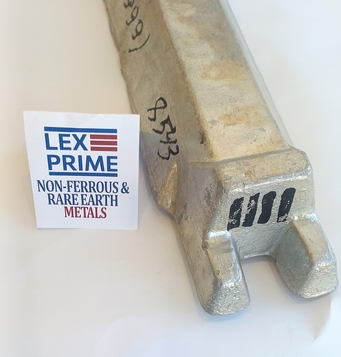 LEX
PRIME
NON-FERROUS &
RARE EARTH
METALS
8543